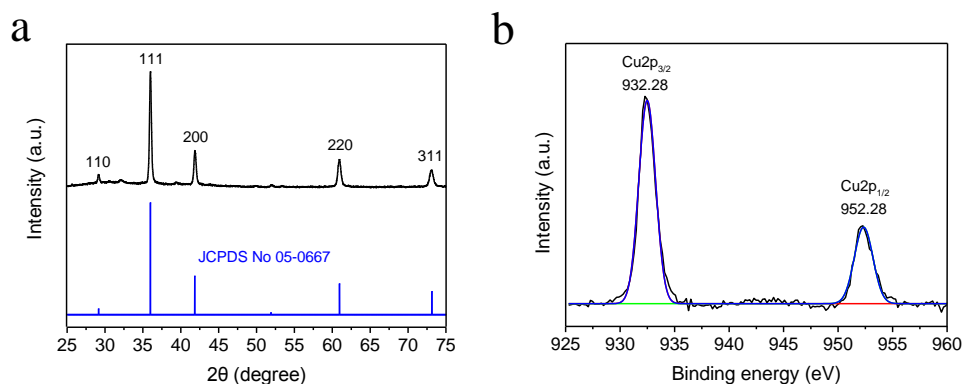 a
111
110
200
220
311
Intensity (a.u.)
JCPDS No 05-0667
25 30 35 40 45 50 55 60 65 70 75
2θ (degree)
b
Cu2p3/2
932.28
Cu2p1/2
952.28
Intensity (a.u.)
925 930 935 940 945 950 955 960
Binding energy (eV)